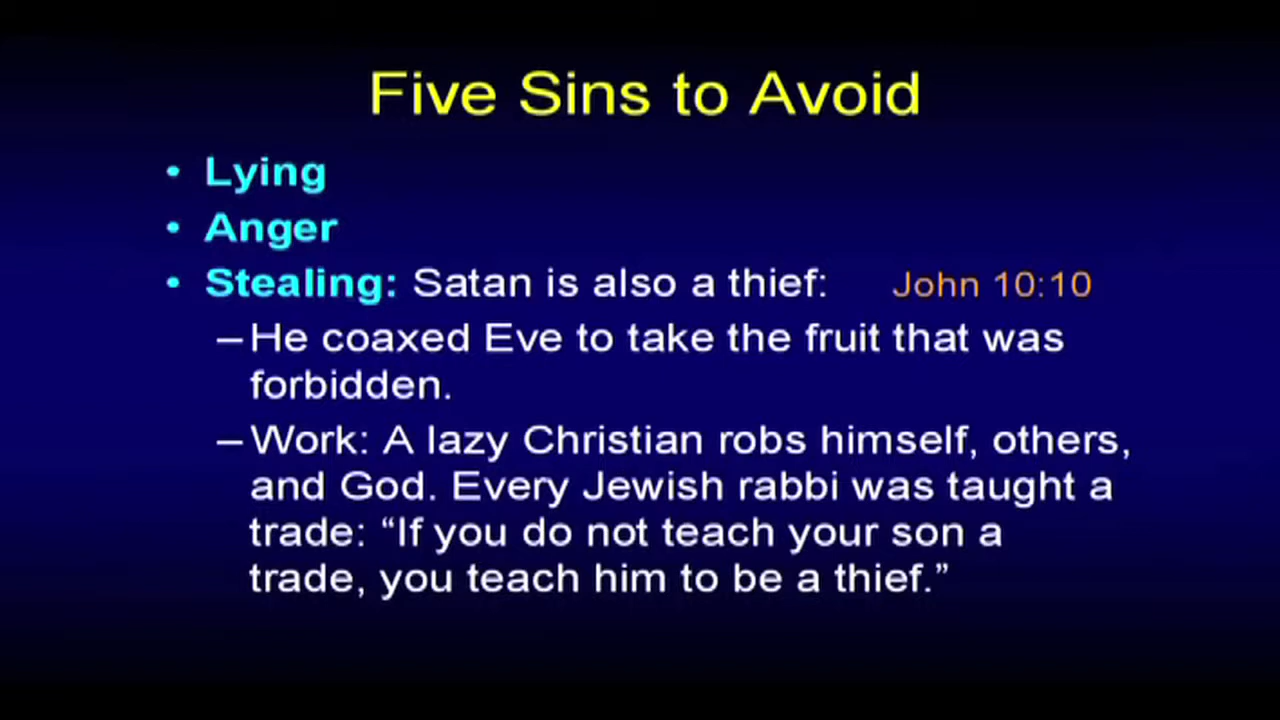 Five Sins to Avoid
• Lying
• Anger
• Stealing: Satan is also a thief: John 10:10
– He coaxed Eve to take the fruit that was
forbidden.
– Work: A lazy Christian robs himself, others,
and God. Every Jewish rabbi was taught a
trade: “If you do not teach your son a
trade, you teach him to be a thief.”